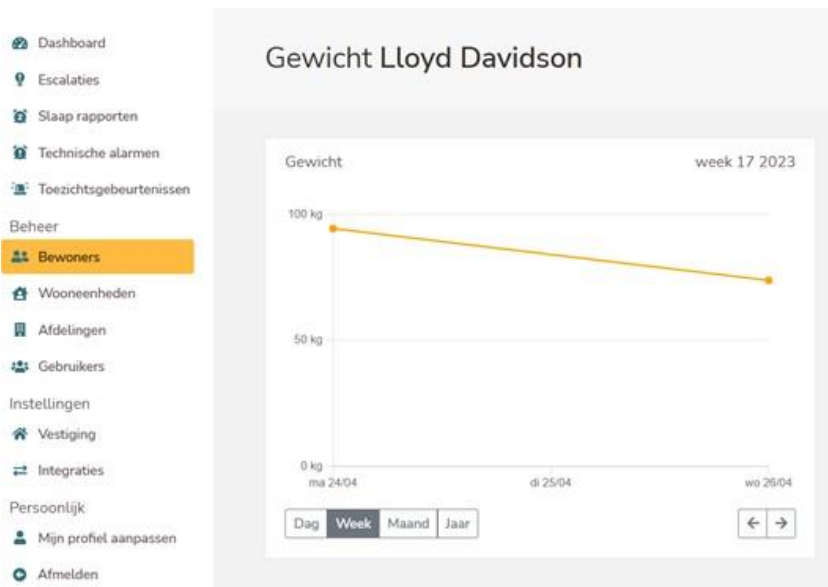 Dashboard
Escalaties
Slaap rapporten
Technische alarmen
Toezichtsgebeurtenissen
Beheer
Bewoners
Wooneenheden
Afdelingen
Gebruikers
Instellingen
Vestiging
Integraties
Persoonlijk
Mijn profiel aanpassen
Afmelden
Gewicht Lloyd Davidson
Gewicht week 17 2023
100 kg
50 kg
0 kg
ma 24/04 di 25/04 wo 26/04
Dag Week Maand Jaar